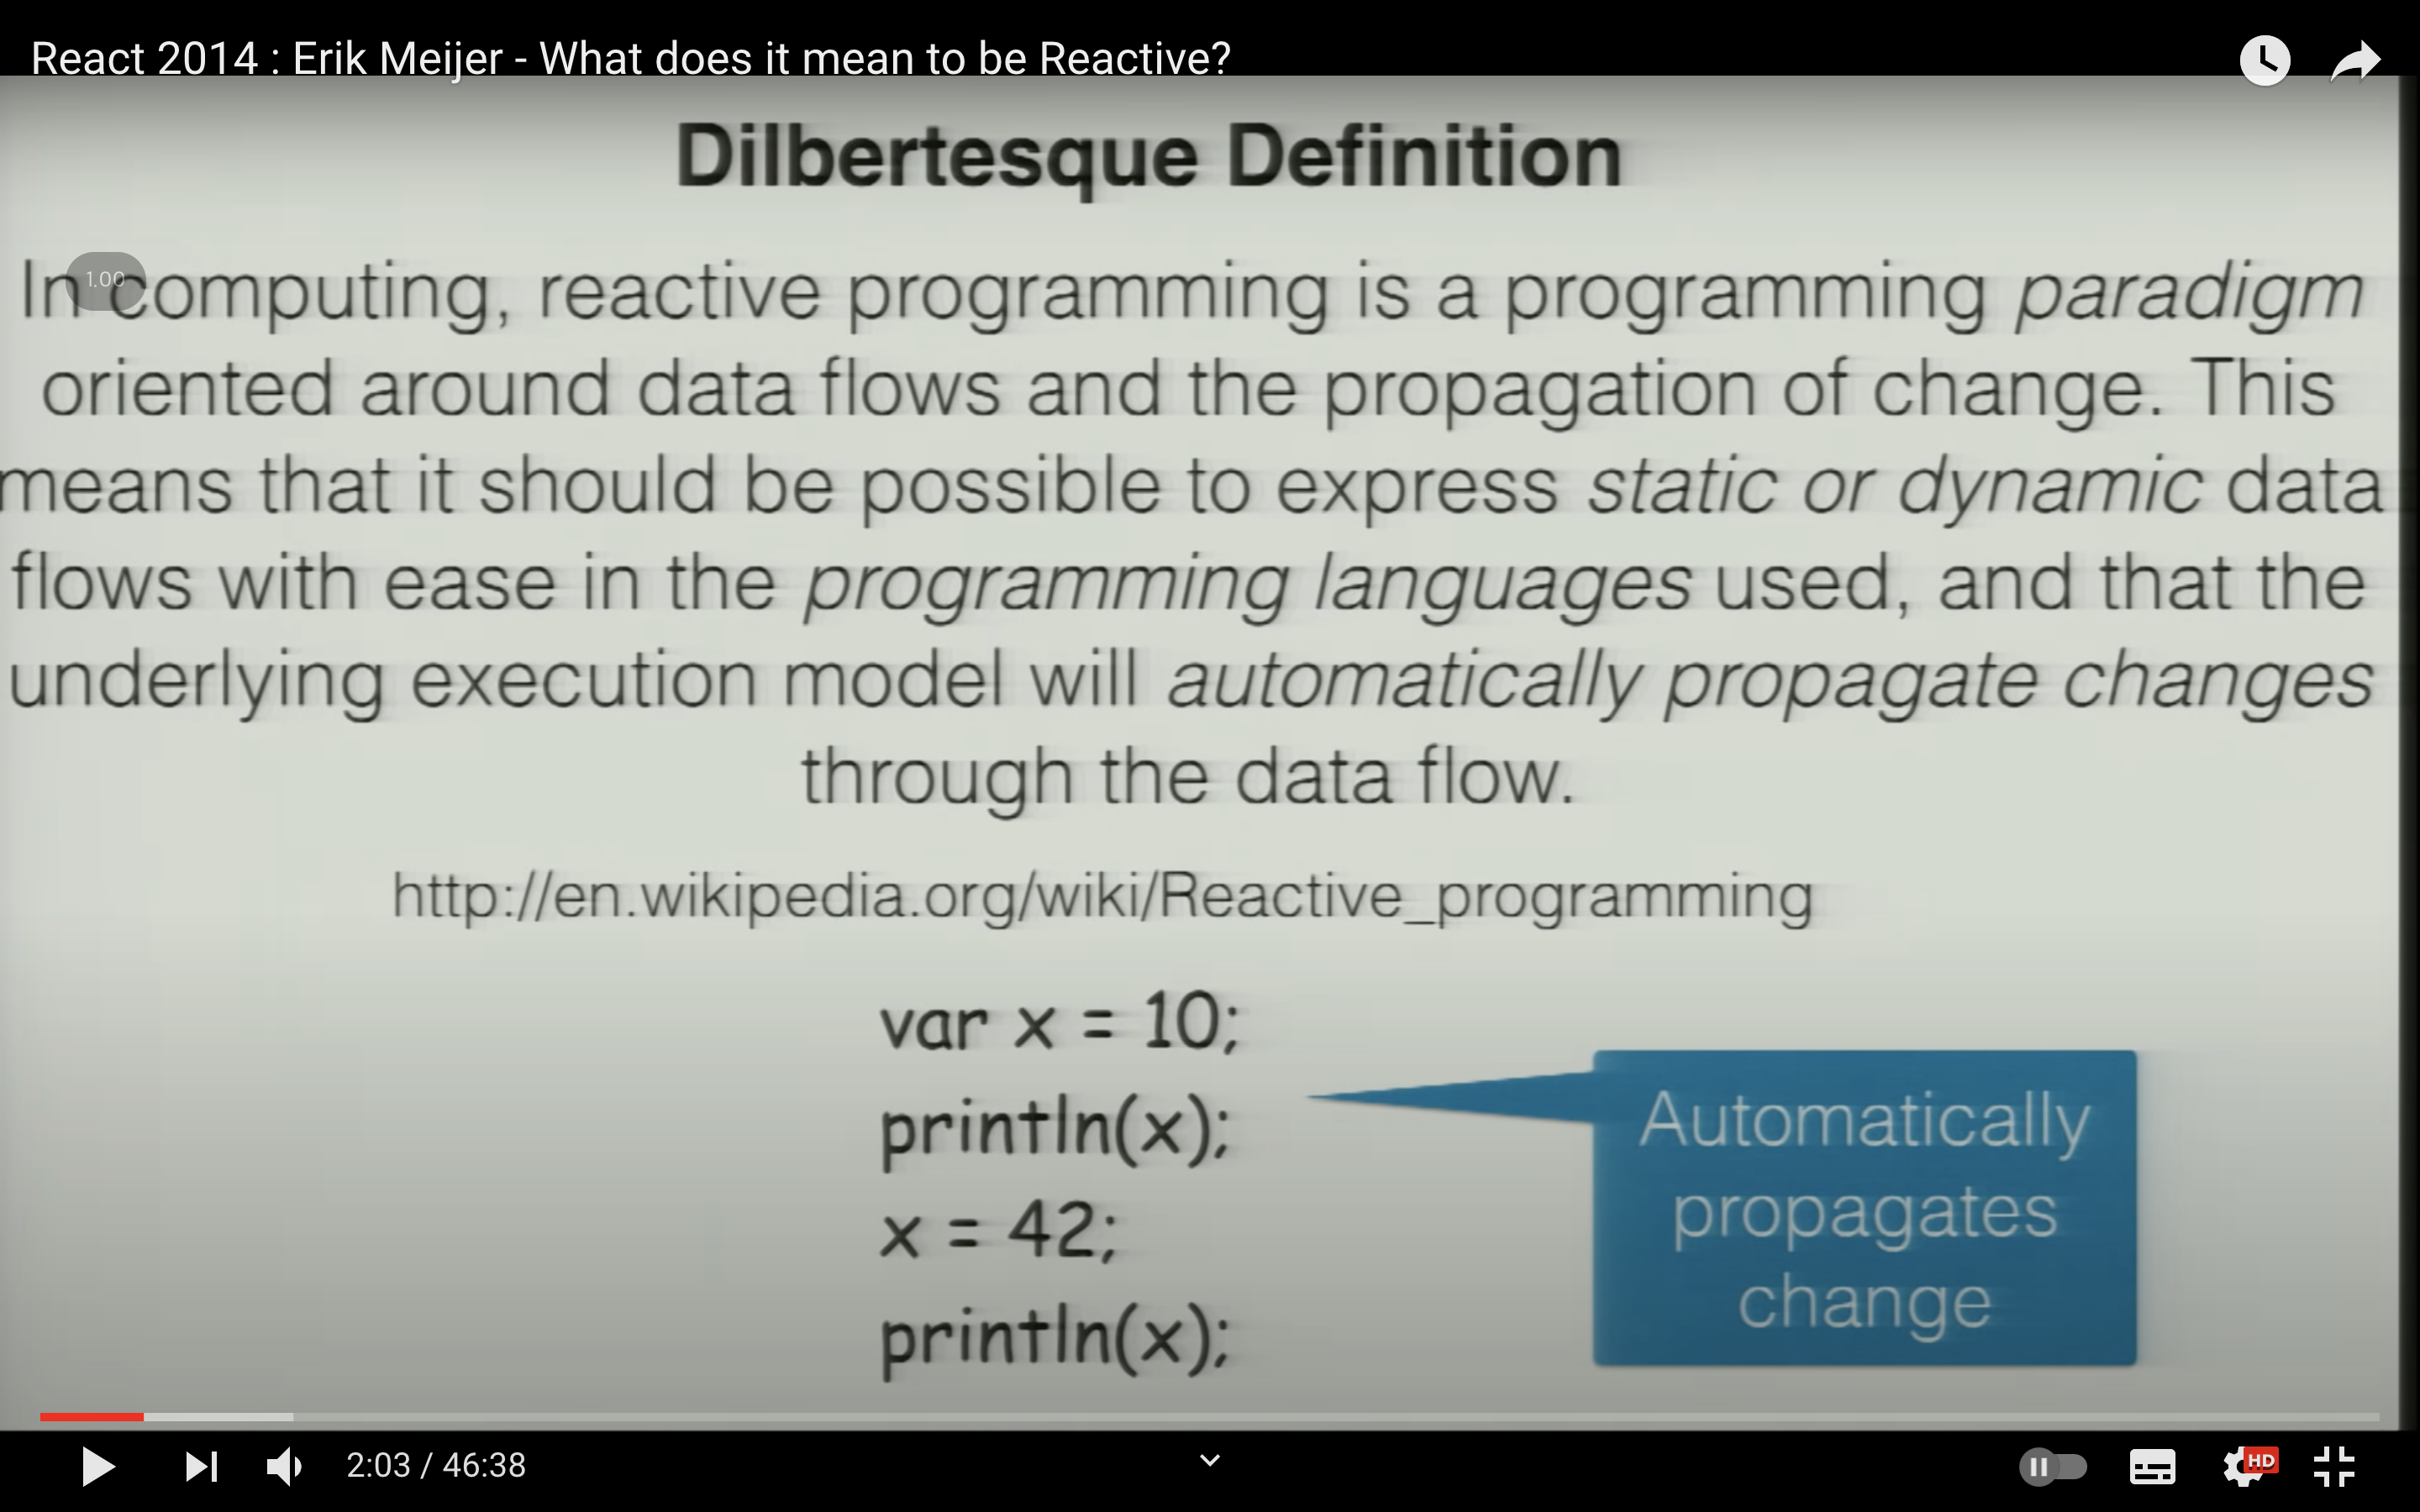 React 2014 : Erik Meijer - What does it mean to be Reactive?
Dilbertesque Definition
1.00
In computing, reactive programming is a programming paradigm
oriented around data flows and the propagation of change. This
means that it should be possible to express static or dynamic data
flows with ease in the programming languages used, and that the
underlying execution model will automatically propagate changes
through the data flow.
http://en.wikipedia.org/wiki/Reactive_programming
var x = 10;
println(x);
x = 42;
println(x);
Automatically
propagates
change
2:03 / 46:38
HD